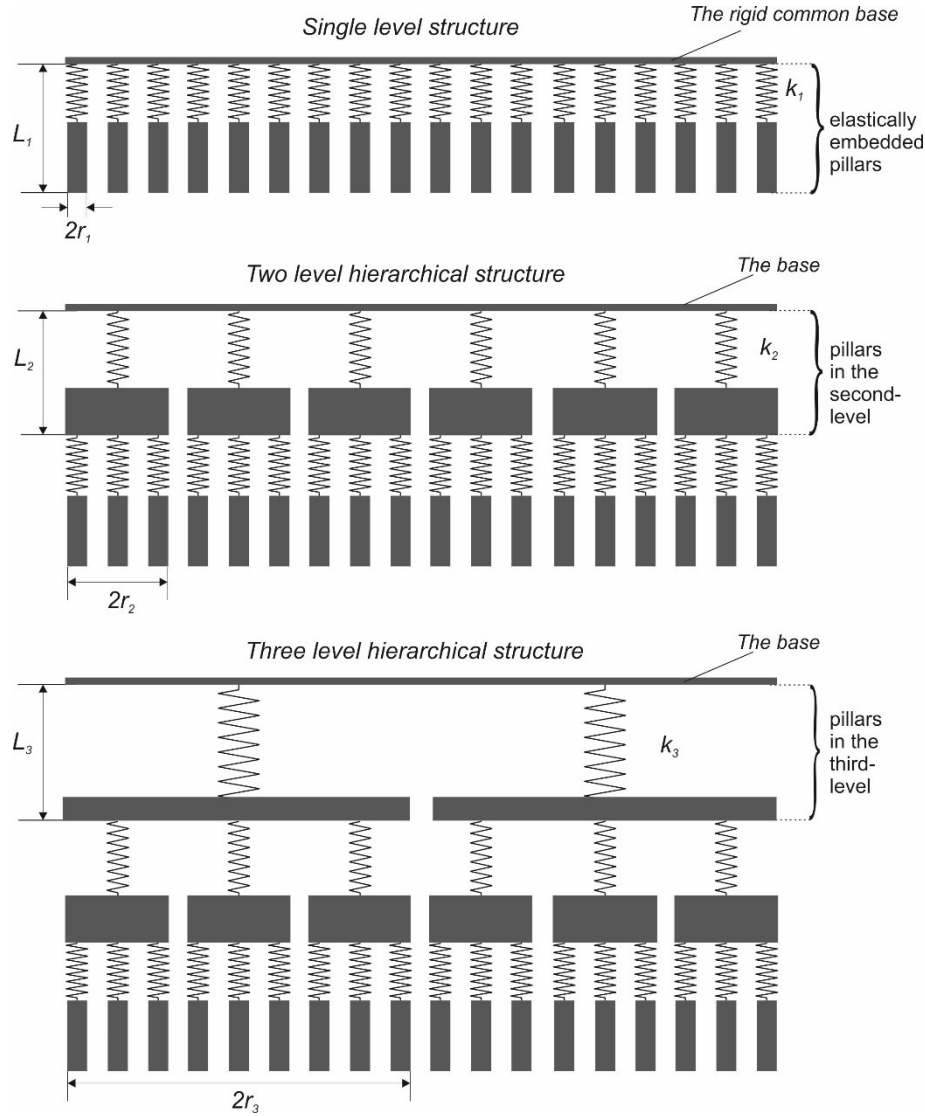 Single level structure
The rigid common base
k₁
L₁
elastically
embedded
pillars
2r₁
Two level hierarchical structure
The base
L₂
k₂
pillars
in the
second-
level
2r₂
Three level hierarchical structure
The base
L₃
k₃
pillars
in the
third-
level
2r₃